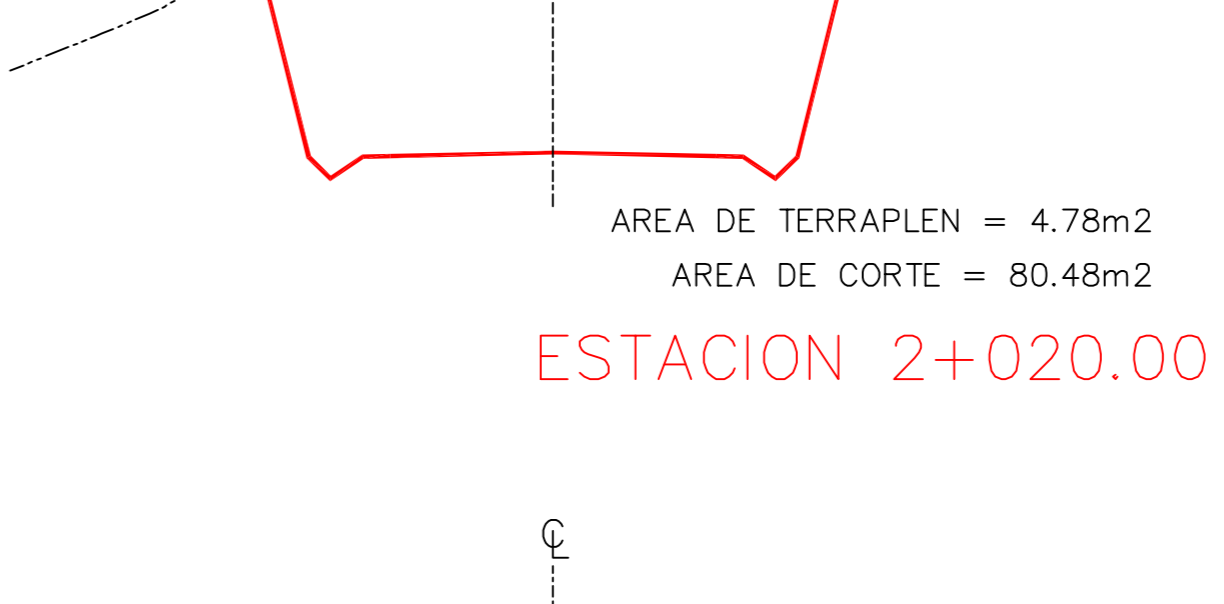 AREA DE TERRAPLEN = 4.78m2
AREA DE CORTE = 80.48m2
ESTACION 2+020.00
℄